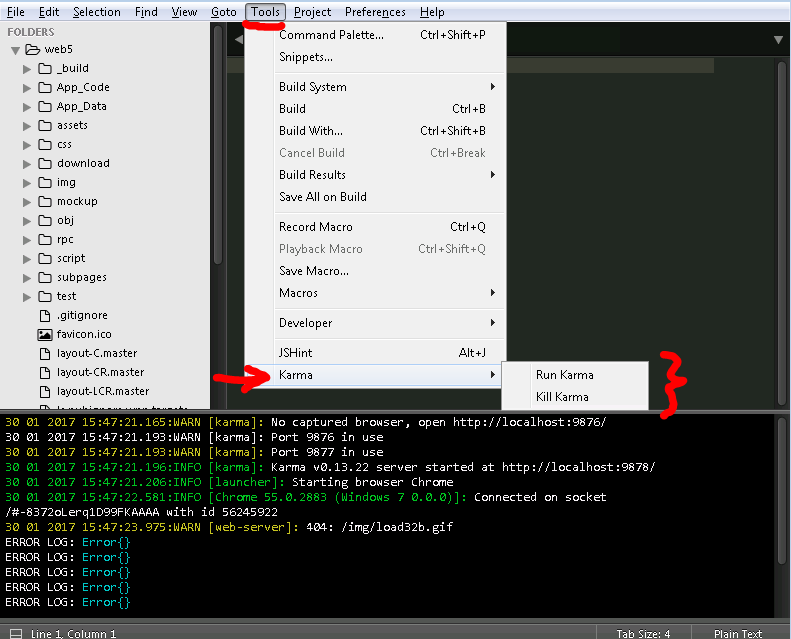 File Edit Selection Find View Goto Tools Project Preferences Help
FOLDERS
web5
_build
App_Code
App_Data
assets
css
download
img
mockup
obj
rpc
script
subpages
test
.gitignore
favicon.ico
layout-C.master
layout-CR.master
layout-LCR.master
Command Palette... Ctrl+Shift+P
Snippets...
Build System
Build Ctrl+B
Build With... Ctrl+Shift+B
Cancel Build Ctrl+Break
Build Results
Save All on Build
Record Macro Ctrl+Q
Playback Macro Ctrl+Shift+Q
Save Macro...
Macros
Developer
JSHint Alt+J
Karma
Run Karma
Kill Karma
30 01 2017 15:47:21.165:WARN [karma]: No captured browser, open http://localhost:9876/
30 01 2017 15:47:21.193:WARN [karma]: Port 9876 in use
30 01 2017 15:47:21.193:WARN [karma]: Port 9877 in use
30 01 2017 15:47:21.196:INFO [karma]: Karma v0.13.22 server started at http://localhost:9878/
30 01 2017 15:47:21.206:INFO [launcher]: Starting browser Chrome
30 01 2017 15:47:22.581:INFO [Chrome 55.0.2883 (Windows 7 0.0.0)]: Connected on socket
/#-8372oLerq1D99FKAAAA with id 56245922
30 01 2017 15:47:23.975:WARN [web-server]: 404: /img/load32b.gif
ERROR LOG: Error{}
ERROR LOG: Error{}
ERROR LOG: Error{}
ERROR LOG: Error{}
ERROR LOG: Error{}
Line 1, Column 1 Tab Size: 4 Plain Text